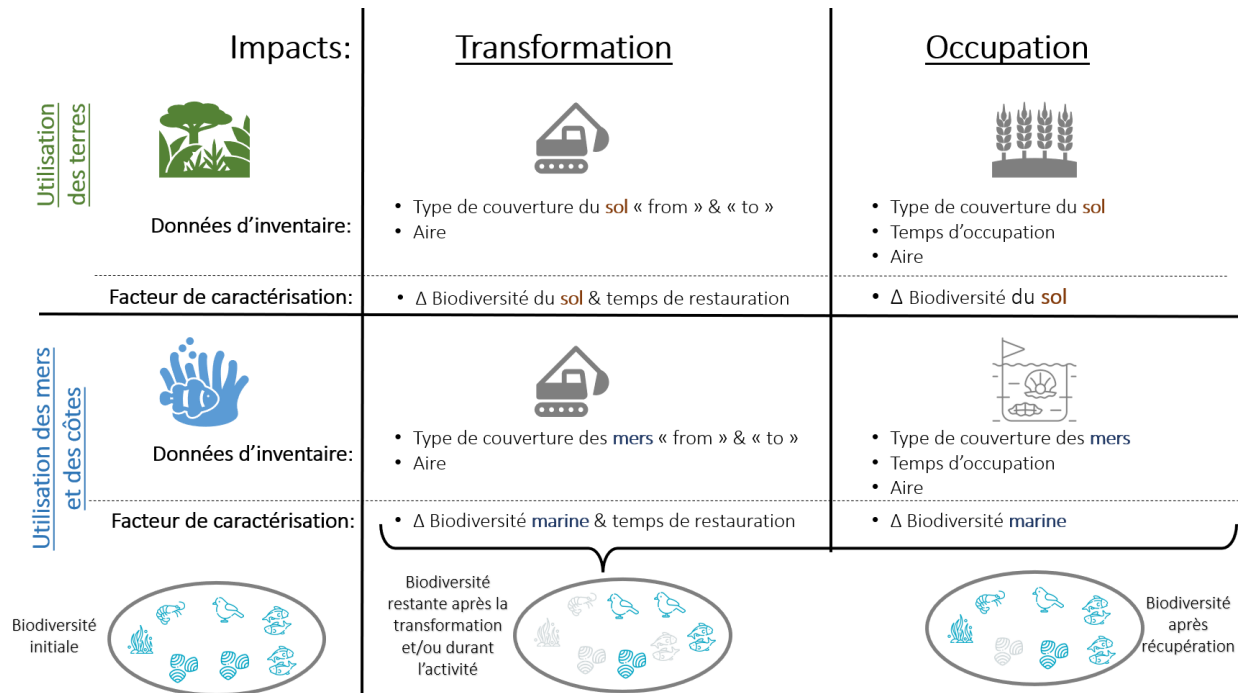 Impacts:
Transformation
Occupation
Utilisation
des terres
Données d’inventaire:
• Type de couverture du sol « from » & « to »
• Aire
• Type de couverture du sol
• Temps d’occupation
• Aire
Facteur de caractérisation:
• Δ Biodiversité du sol & temps de restauration
• Δ Biodiversité du sol
Utilisation des mers
et des côtes
Données d’inventaire:
• Type de couverture des mers « from » & « to »
• Aire
• Type de couverture des mers
• Temps d’occupation
• Aire
Facteur de caractérisation:
• Δ Biodiversité marine & temps de restauration
• Δ Biodiversité marine
Biodiversité
initiale
Biodiversité
restante après la
transformation
et/ou durant
l’activité
Biodiversité
après
récupération